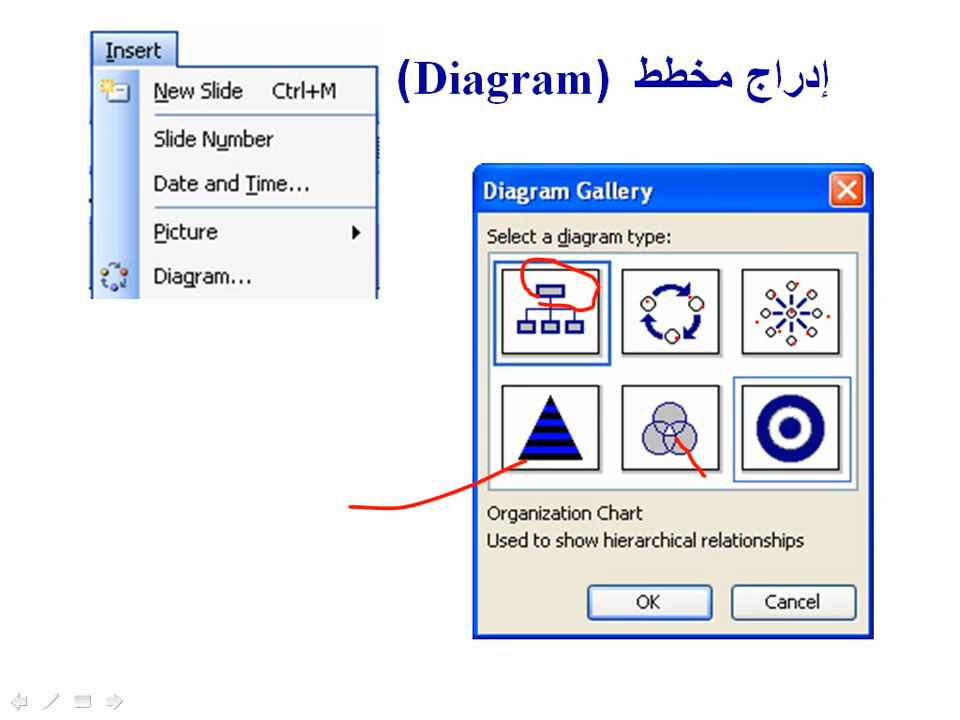 إدراج مخطط (Diagram)
Insert
New Slide Ctrl+M
Slide Number
Date and Time...
Picture
Diagram...
Diagram Gallery
Select a diagram type:
Organization Chart
Used to show hierarchical relationships
OK Cancel